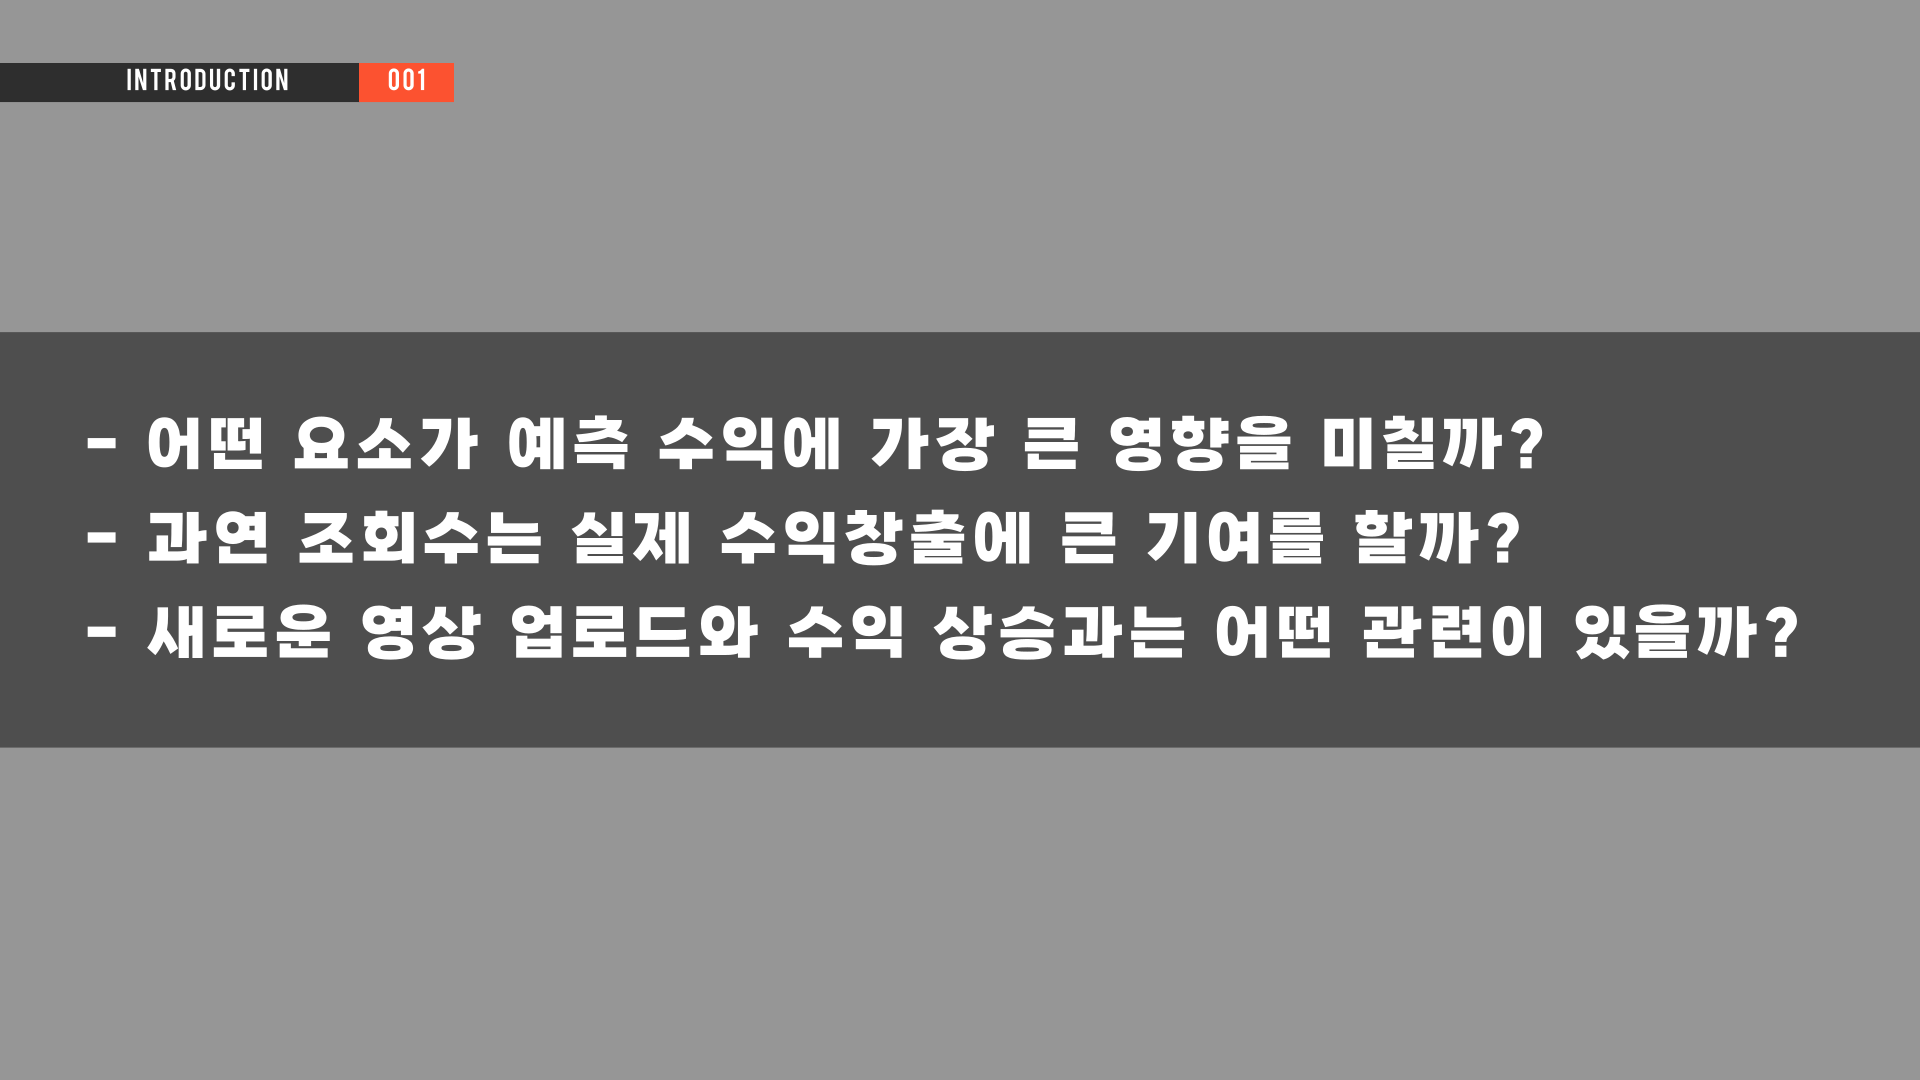 INTRODUCTION 001
- 어떤 요소가 예측 수익에 가장 큰 영향을 미칠까?
- 과연 조회수는 실제 수익창출에 큰 기여를 할까?
- 새로운 영상 업로드와 수익 상승과는 어떤 관련이 있을까?